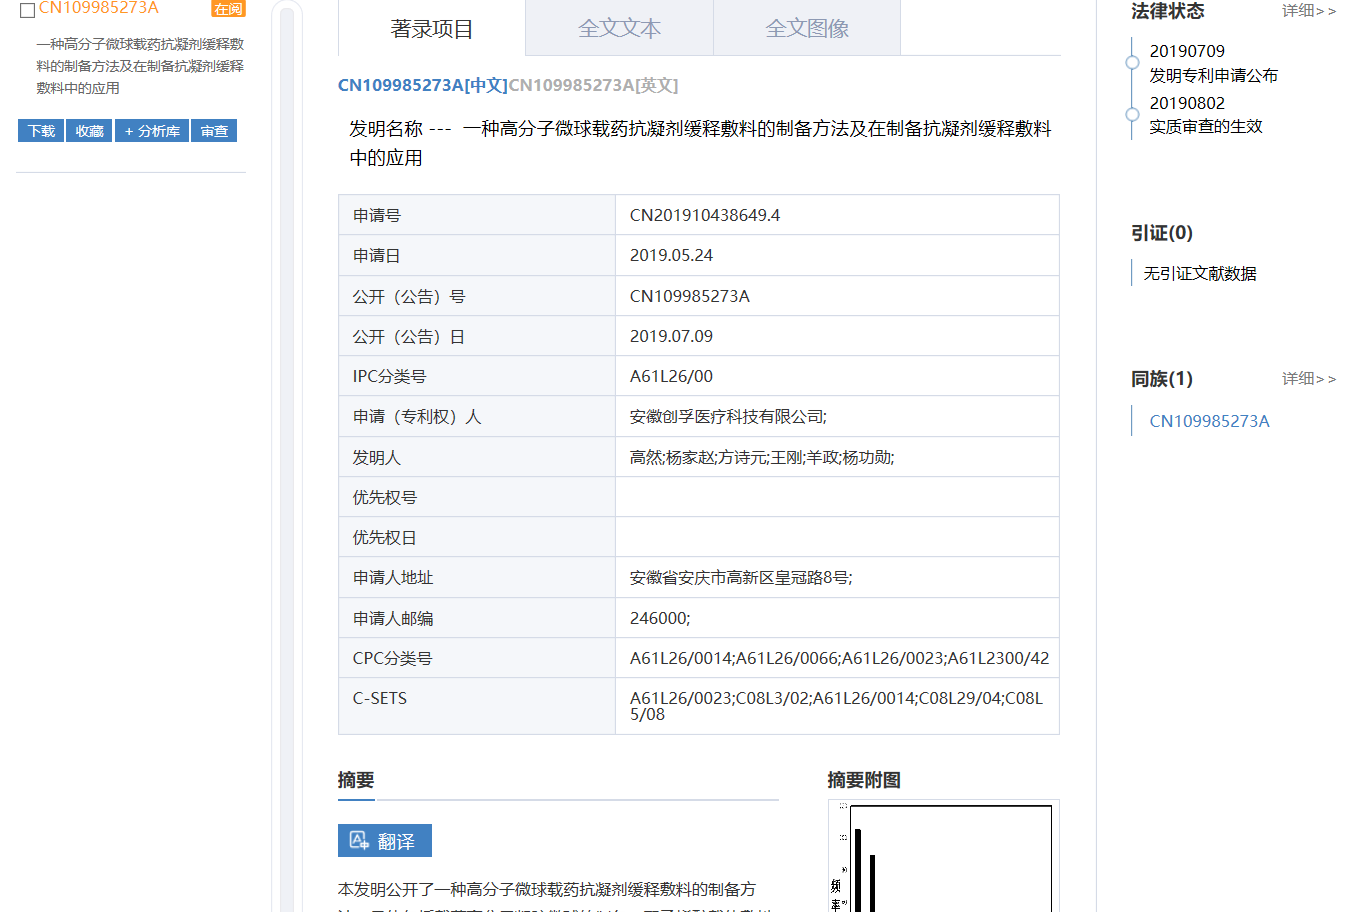 CN109985273A 在阅
一种高分子微球载药抗凝剂缓释敷
料的制备方法及在制备抗凝剂缓释
敷料中的应用
下载 收藏 + 分析库 审查
著录项目 全文文本 全文图像
CN109985273A[中文]CN109985273A[英文]
发明名称 --- 一种高分子微球载药抗凝剂缓释敷料的制备方法及在制备抗凝剂缓释敷料
中的应用
申请号 CN201910438649.4
申请日 2019.05.24
公开（公告）号 CN109985273A
公开（公告）日 2019.07.09
IPC分类号 A61L26/00
申请（专利权）人 安徽创孚医疗科技有限公司;
发明人 高然;杨家赵;方诗元;王刚;羊政;杨功勋;
优先权号
优先权日
申请人地址 安徽省安庆市高新区皇冠路8号;
申请人邮编 246000;
CPC分类号 A61L26/0014;A61L26/0066;A61L26/0023;A61L2300/42
C-SETS A61L26/0023;C08L3/02;A61L26/0014;C08L29/04;C08L
5/08
摘要
翻译
本发明公开了一种高分子微球载药抗凝剂缓释敷料的制备方
摘要附图
频
率
法律状态 详细>>
20190709
发明专利申请公布
20190802
实质审查的生效
引证(0)
无引证文献数据
同族(1) 详细>>
CN109985273A